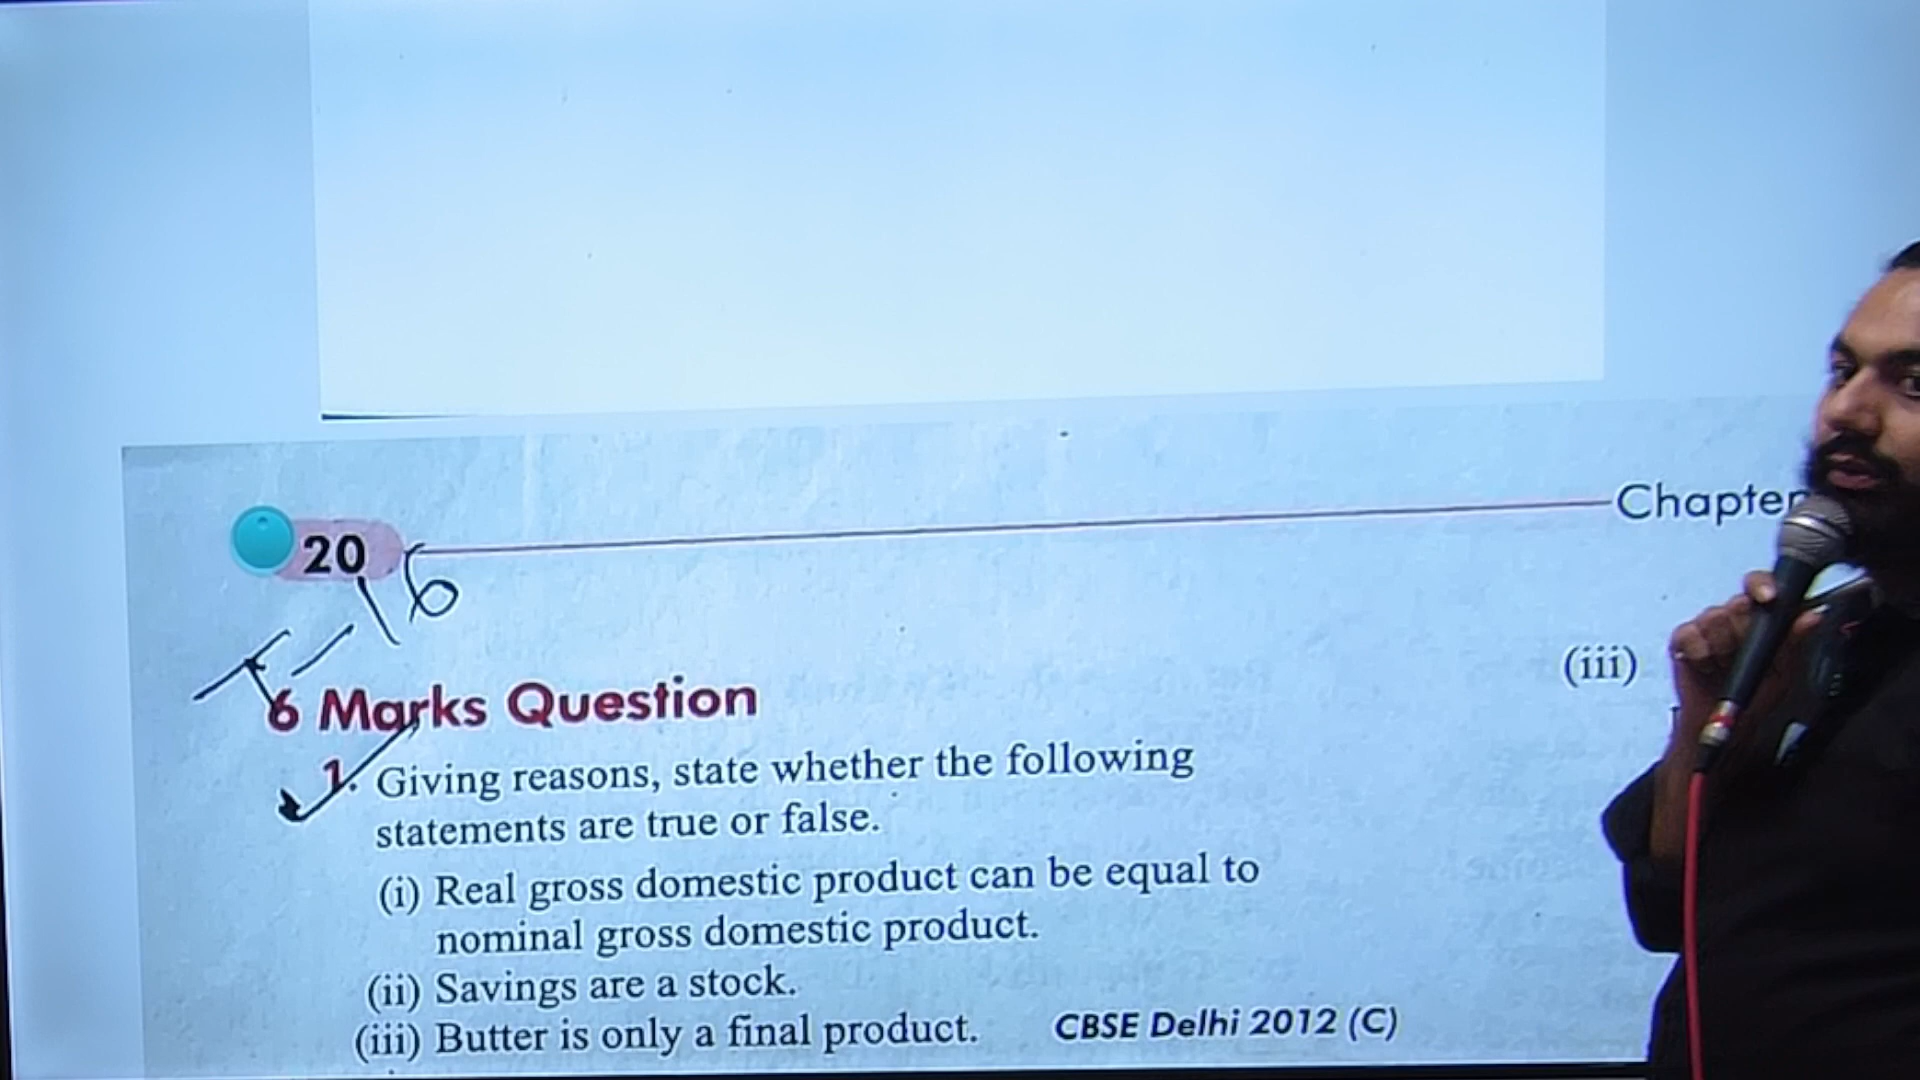 20
Chapter
T-16
(iii)
6 Marks Question
1. Giving reasons, state whether the following
statements are true or false.
(i) Real gross domestic product can be equal to
nominal gross domestic product.
(ii) Savings are a stock.
(iii) Butter is only a final product. CBSE Delhi 2012 (C)